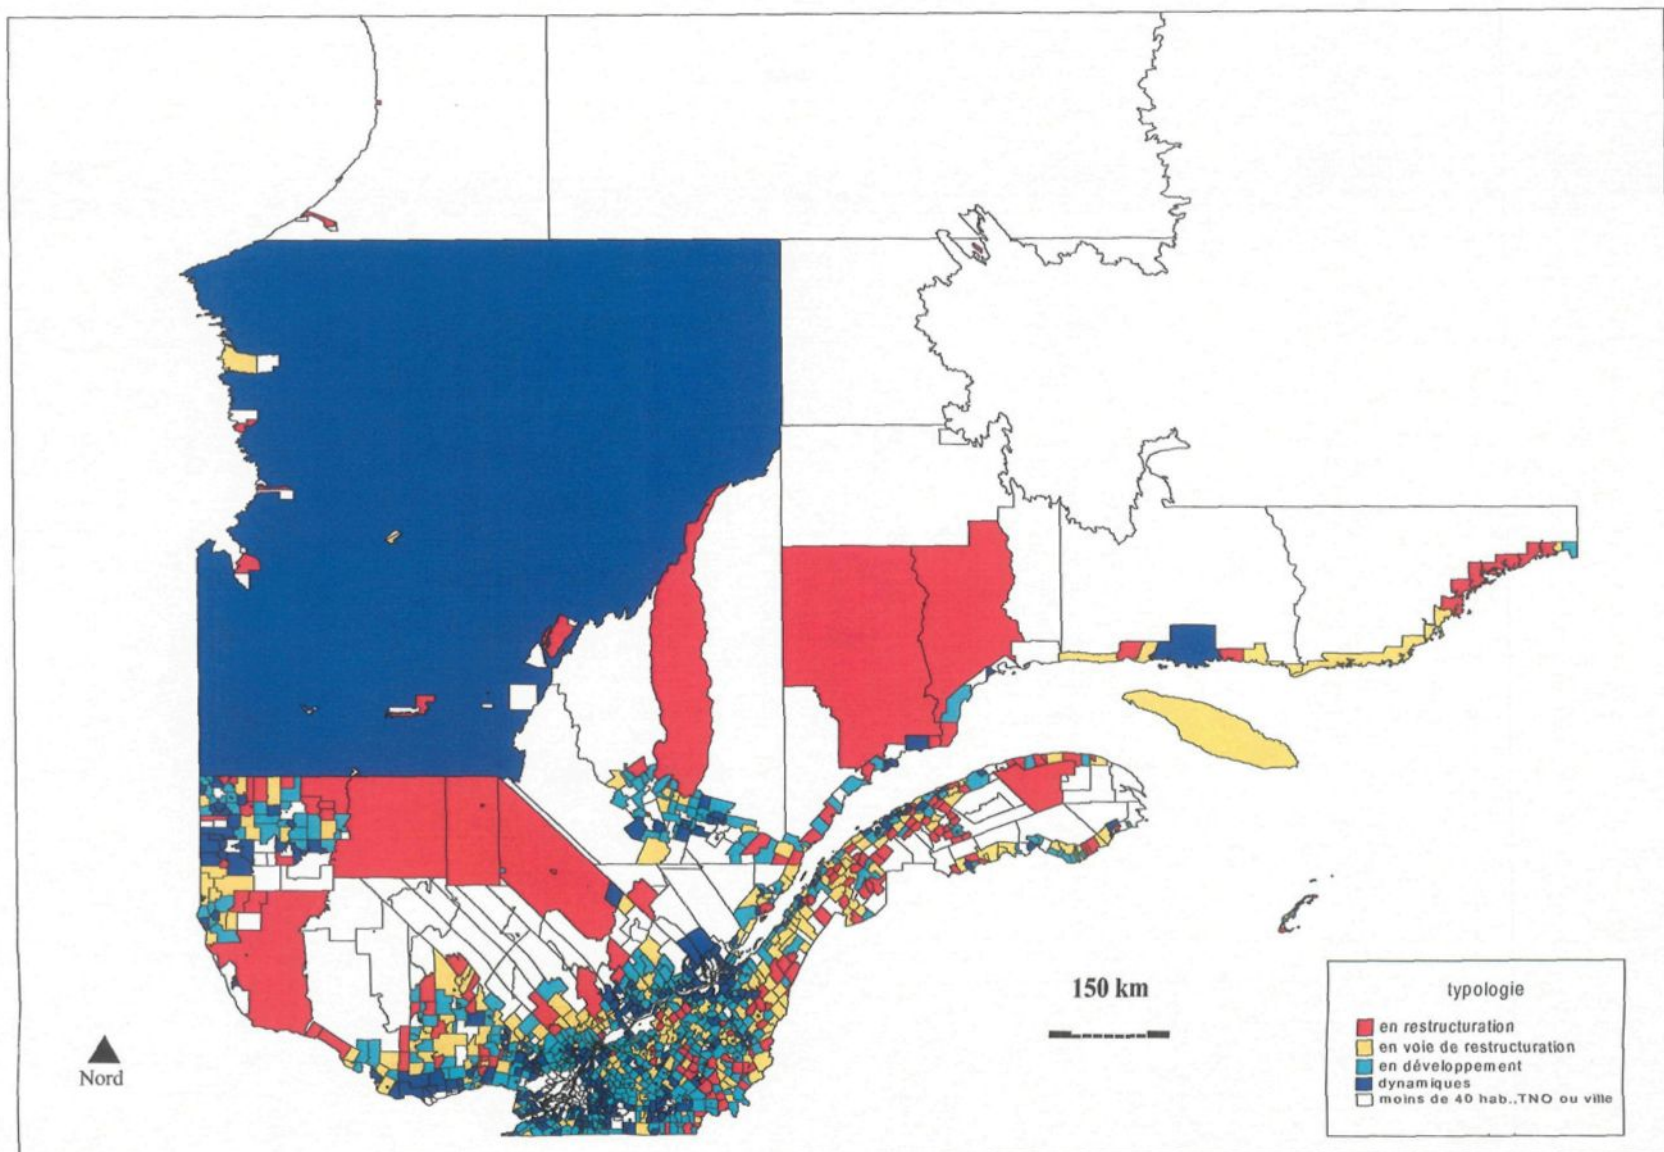 150 km
Nord
typologie
en restructuration
en voie de restructuration
en développement
dynamiques
moins de 40 hab.,TNO ou ville